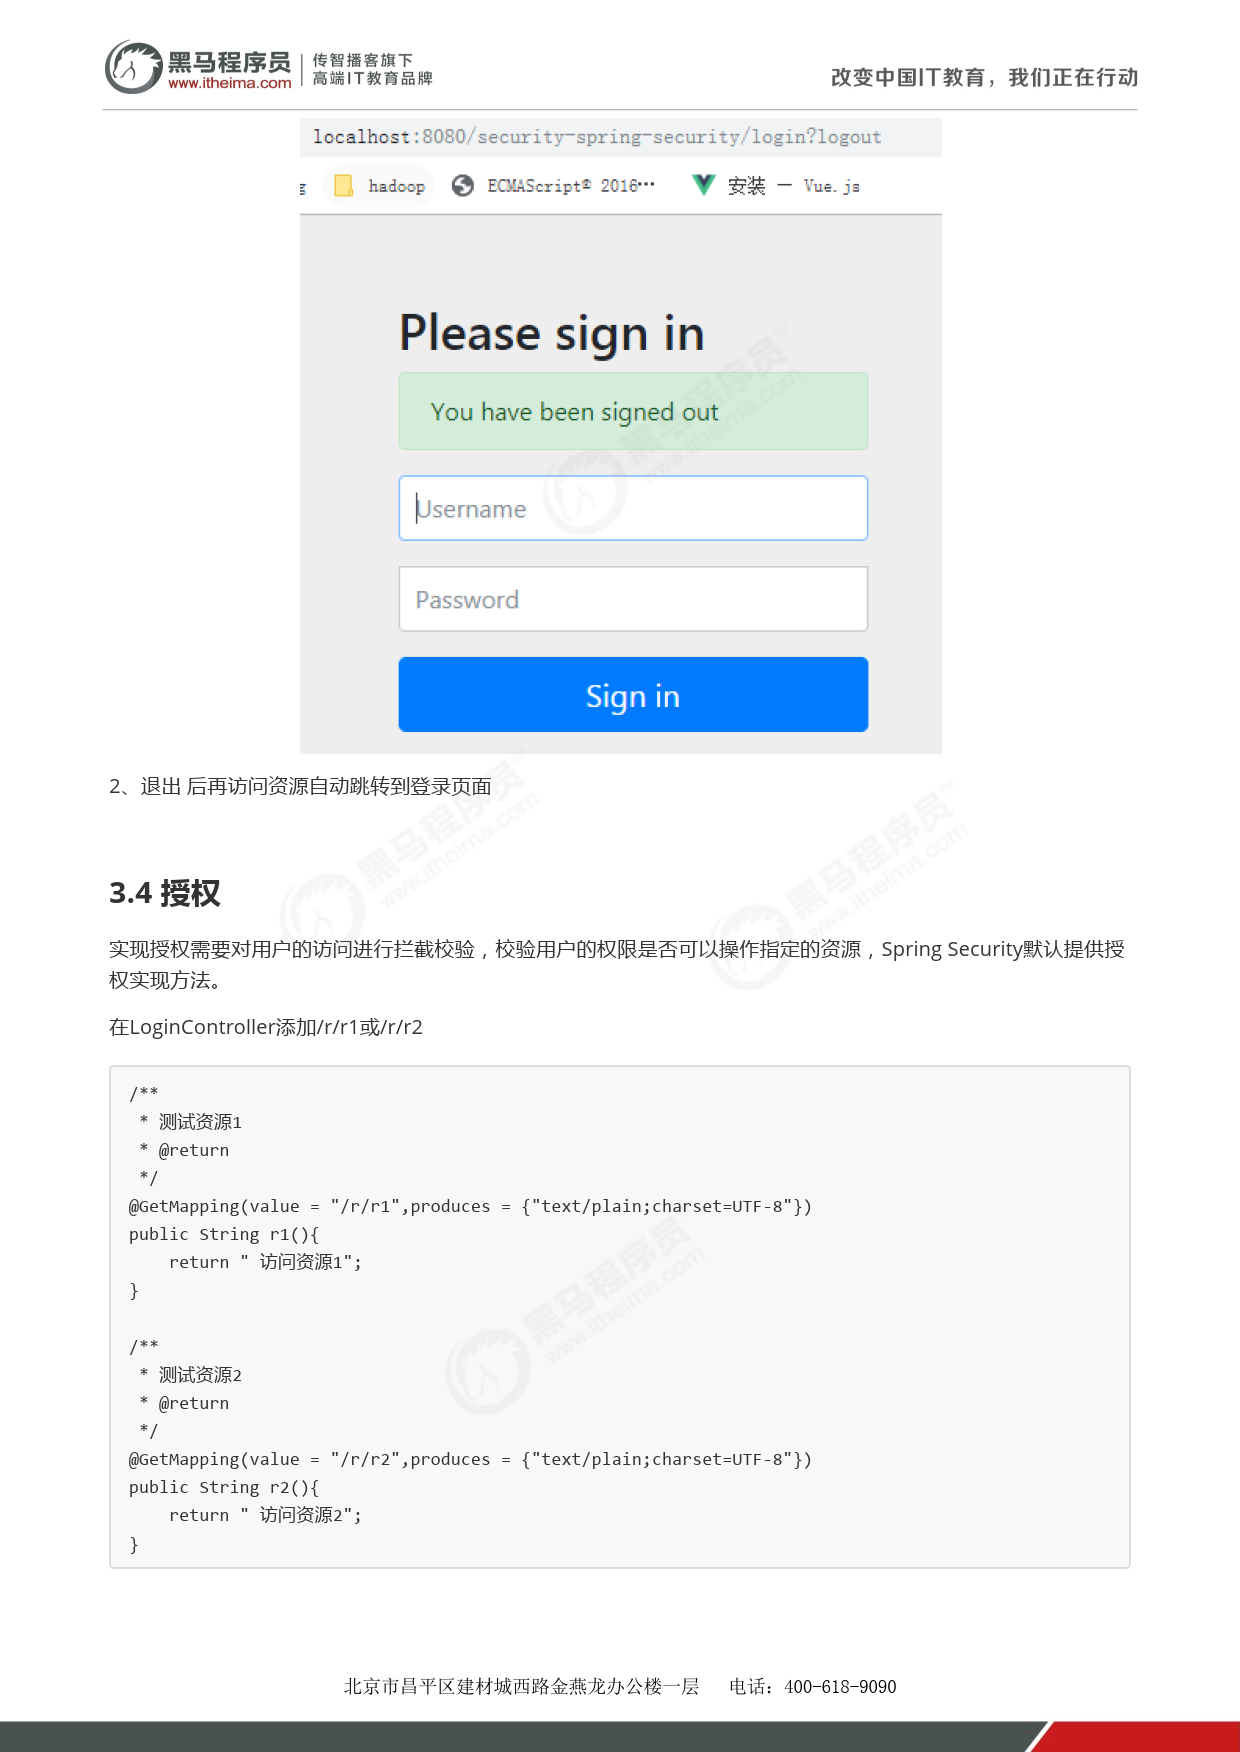 黑马程序员
www.itheima.com
传智播客旗下
高端IT教育品牌
改变中国IT教育，我们正在行动
localhost:8080/security-spring-security/login?logout
g hadoop ECMAScript® 2016··· 安装 — Vue.js
Please sign in
You have been signed out
Username
Password
Sign in
2、退出 后再访问资源自动跳转到登录页面
3.4 授权
实现授权需要对用户的访问进行拦截校验，校验用户的权限是否可以操作指定的资源，Spring Security默认提供授
权实现方法。
在LoginController添加/r/r1或/r/r2
/**
 * 测试资源1
 * @return
 */
@GetMapping(value = "/r/r1",produces = {"text/plain;charset=UTF-8"})
public String r1(){
    return " 访问资源1";
}
/**
 * 测试资源2
 * @return
 */
@GetMapping(value = "/r/r2",produces = {"text/plain;charset=UTF-8"})
public String r2(){
    return " 访问资源2";
}
北京市昌平区建材城西路金燕龙办公楼一层 电话：400-618-9090